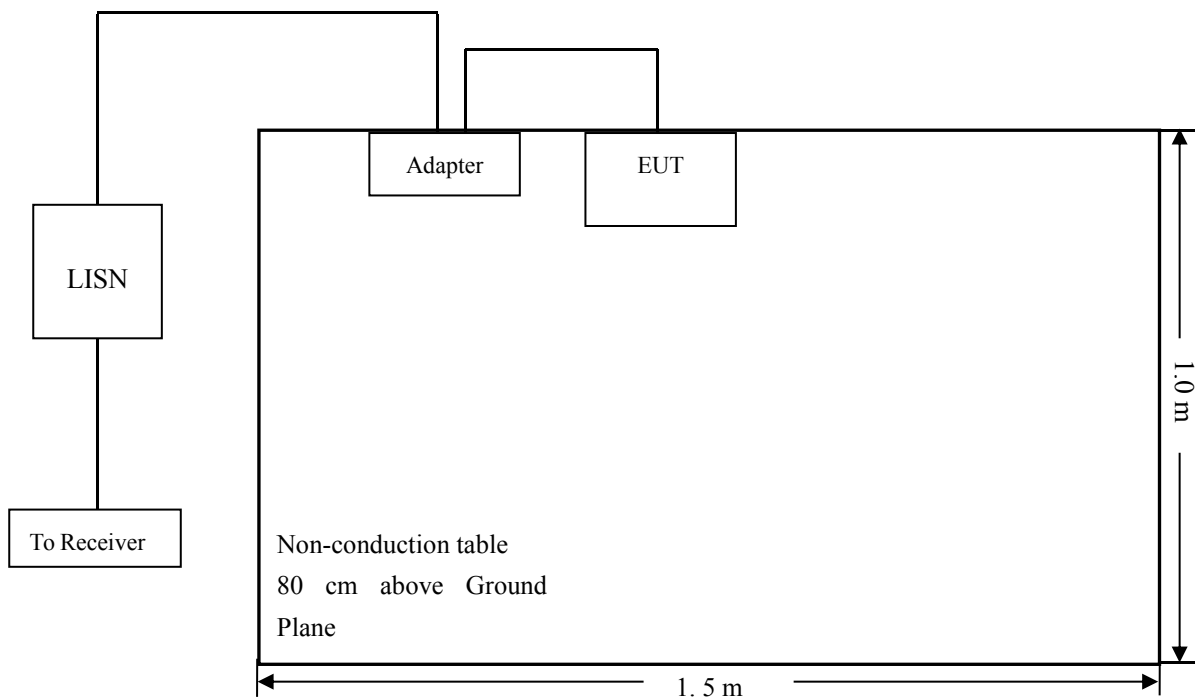 Adapter
EUT
LISN
To Receiver
Non-conduction table
80 cm above Ground
Plane
1.0 m
1. 5 m